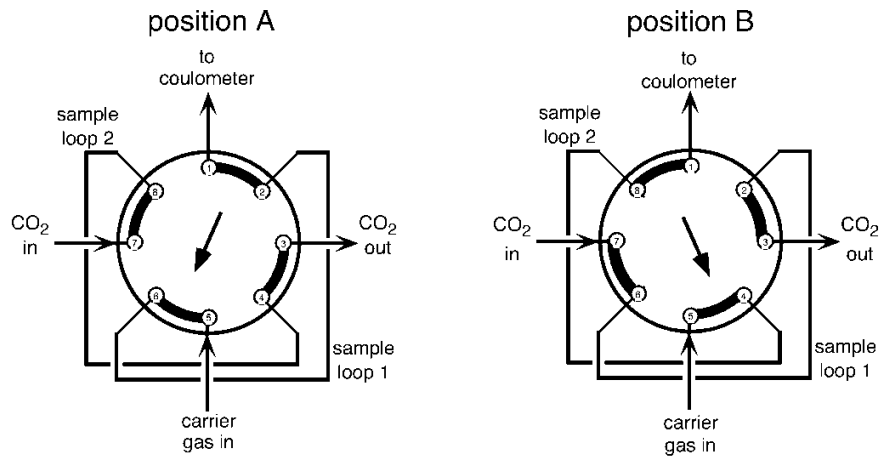 position A
to
coulometer
sample
loop 2
1
2
3
4
5
6
7
8
CO2
in
CO2
out
sample
loop 1
carrier
gas in
position B
to
coulometer
sample
loop 2
1
2
3
4
5
6
7
8
CO2
in
CO2
out
sample
loop 1
carrier
gas in